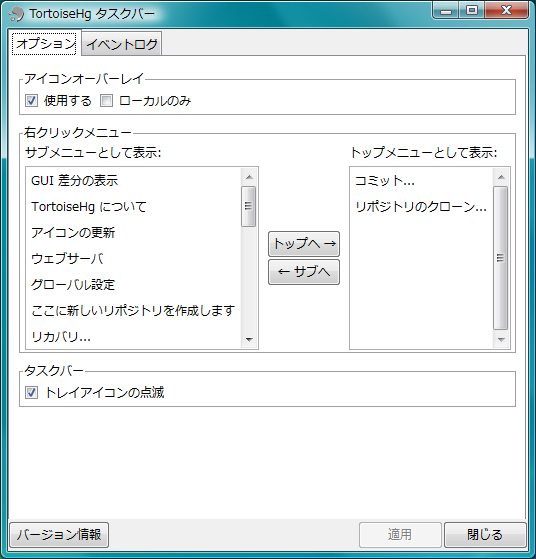 TortoiseHg タスクバー
オプション
イベントログ
アイコンオーバーレイ
使用する
ローカルのみ
右クリックメニュー
サブメニューとして表示:
トップメニューとして表示:
GUI 差分の表示
TortoiseHg について
アイコンの更新
ウェブサーバ
グローバル設定
ここに新しいリポジトリを作成します
リカバリ...
トップへ →
← サブへ
コミット...
リポジトリのクローン...
タスクバー
トレイアイコンの点滅
バージョン情報
適用
閉じる